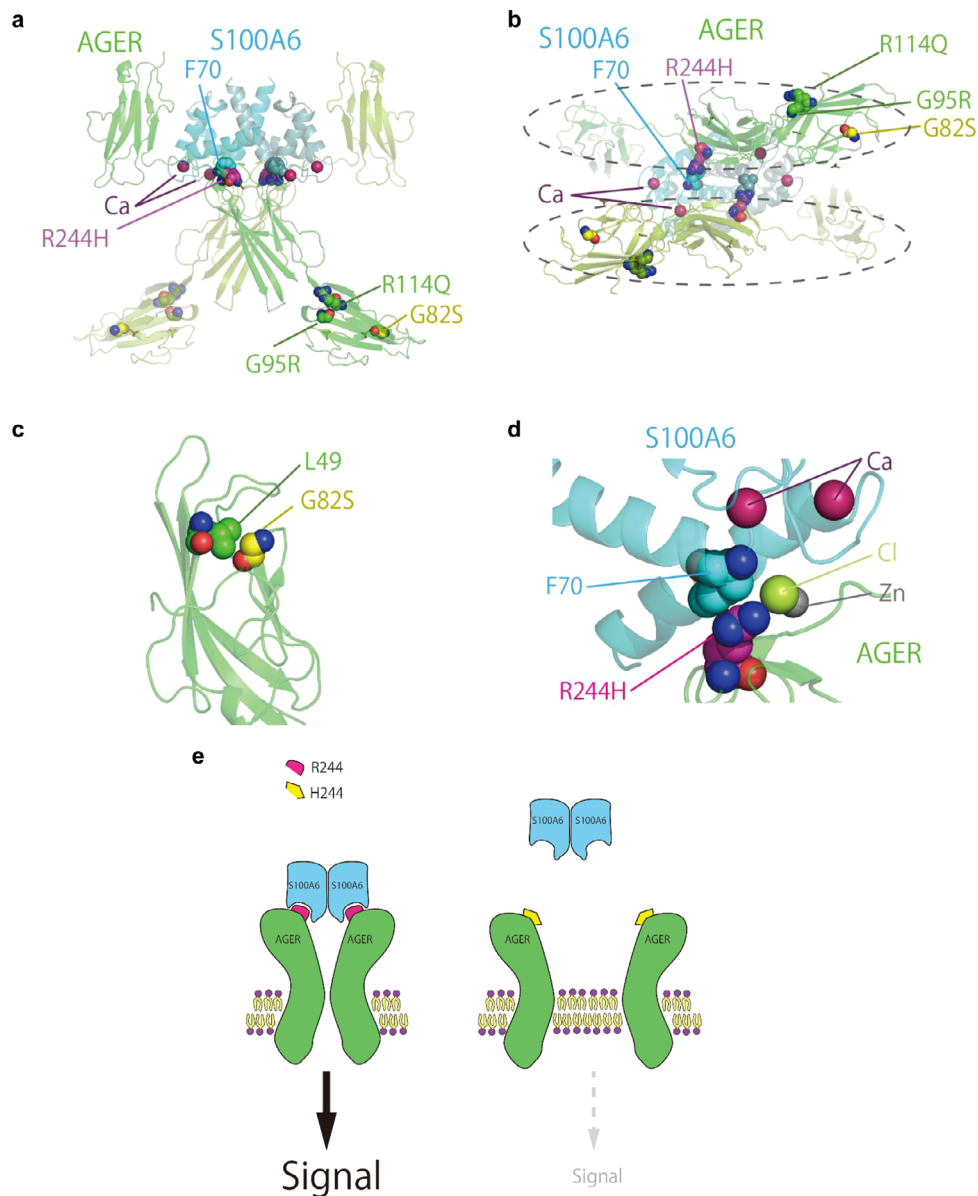 a
AGER
S100A6
F70
Ca
R244H
R114Q
G82S
G95R
b
S100A6
AGER
F70
R244H
R114Q
G95R
G82S
Ca
c
L49
G82S
d
S100A6
Ca
F70
Cl
Zn
R244H
AGER
e
R244
H244
S100A6 S100A6
AGER AGER
Signal
S100A6 S100A6
AGER AGER
Signal